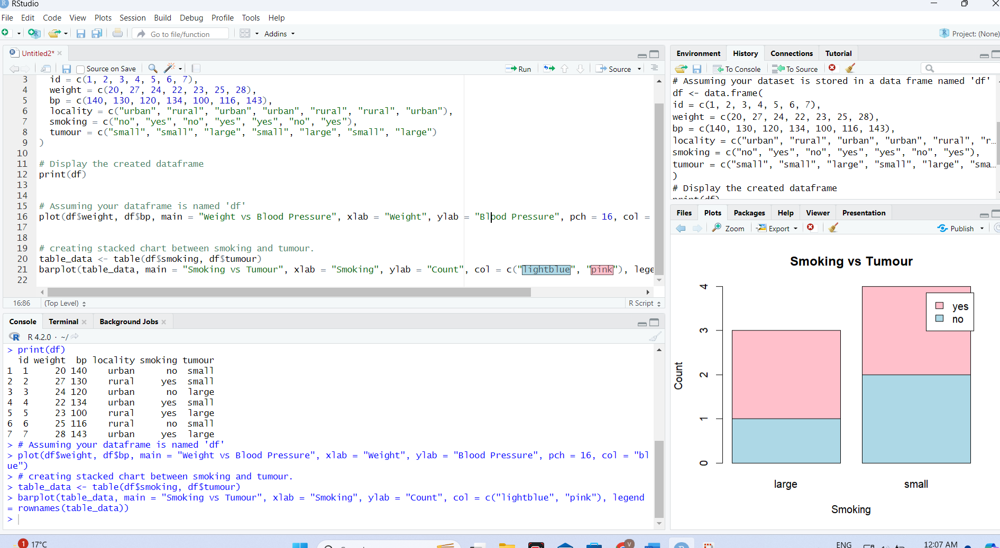 RStudio
File Edit Code View Plots Session Build Debug Profile Tools Help
Go to file/function Addins Project: (None)
Untitled2*
Source on Save Run Source
3 id = c(1, 2, 3, 4, 5, 6, 7),
4 weight = c(20, 27, 24, 22, 23, 25, 28),
5 bp = c(140, 130, 120, 134, 100, 116, 143),
6 locality = c("urban", "rural", "urban", "urban", "rural", "rural", "urban"),
7 smoking = c("no", "yes", "no", "yes", "yes", "no", "yes"),
8 tumour = c("small", "small", "large", "small", "large", "small", "large")
9 )
10
11 # Display the created dataframe
12 print(df)
13
14
15 # Assuming your dataframe is named 'df'
16 plot(df$weight, df$bp, main = "Weight vs Blood Pressure", xlab = "Weight", ylab = "Blood Pressure", pch = 16, col =
17
18
19 # creating stacked chart between smoking and tumour.
20 table_data <- table(df$smoking, df$tumour)
21 barplot(table_data, main = "Smoking vs Tumour", xlab = "Smoking", ylab = "Count", col = c("lightblue", "pink"), lege
22
16:86 (Top Level) R Script
Console Terminal Background Jobs
R 4.2.0 · ~/
> print(df)
id weight bp locality smoking tumour
1 1 20 140 urban no small
2 2 27 130 rural yes small
3 3 24 120 urban no large
4 4 22 134 urban yes small
5 5 23 100 rural yes large
6 6 25 116 rural no small
7 7 28 143 urban yes large
> # Assuming your dataframe is named 'df'
> plot(df$weight, df$bp, main = "Weight vs Blood Pressure", xlab = "Weight", ylab = "Blood Pressure", pch = 16, col = "bl
ue")
> # creating stacked chart between smoking and tumour.
> table_data <- table(df$smoking, df$tumour)
> barplot(table_data, main = "Smoking vs Tumour", xlab = "Smoking", ylab = "Count", col = c("lightblue", "pink"), legend
= rownames(table_data))
>
Environment History Connections Tutorial
To Console To Source
# Assuming your dataset is stored in a data frame named 'df'
df <- data.frame(
id = c(1, 2, 3, 4, 5, 6, 7),
weight = c(20, 27, 24, 22, 23, 25, 28),
bp = c(140, 130, 120, 134, 100, 116, 143),
locality = c("urban", "rural", "urban", "urban", "rural", "r…
smoking = c("no", "yes", "no", "yes", "yes", "no", "yes"),
tumour = c("small", "small", "large", "small", "large", "sma…
)
# Display the created dataframe
print(df)
Files Plots Packages Help Viewer Presentation
Zoom Export Publish
Smoking vs Tumour
4
3
2
1
0
Count
yes
no
large small
Smoking
1 17°C V ENG 12:07 AM